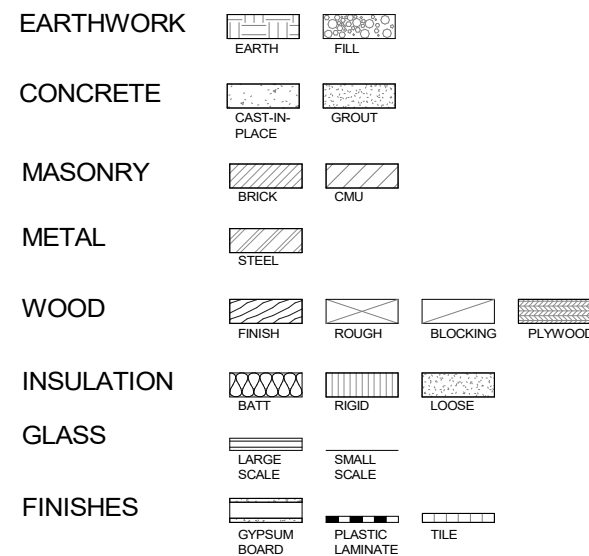 EARTHWORK
EARTH FILL
CONCRETE
CAST-IN-
PLACE
GROUT
MASONRY
BRICK CMU
METAL
STEEL
WOOD
FINISH ROUGH BLOCKING PLYWOOD
INSULATION
BATT RIGID LOOSE
GLASS
LARGE
SCALE
SMALL
SCALE
FINISHES
GYPSUM
BOARD
PLASTIC
LAMINATE
TILE